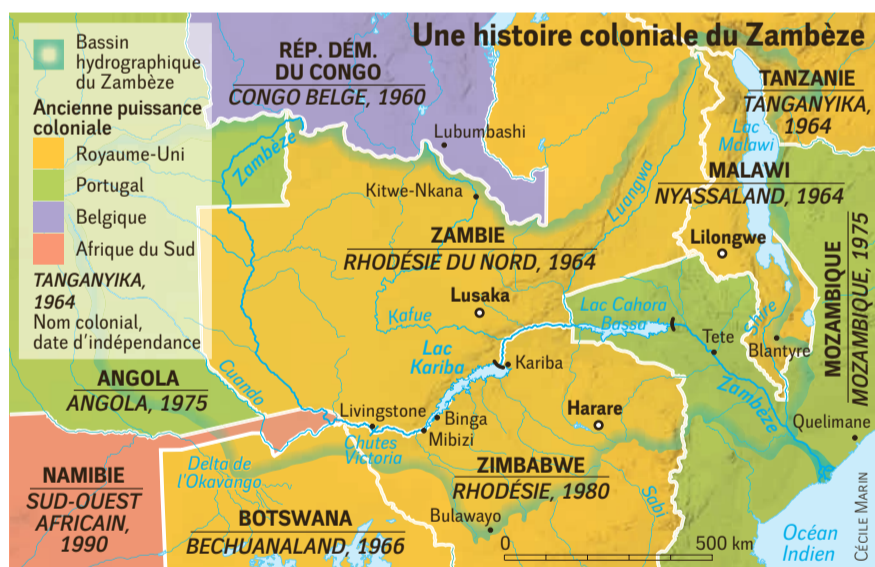 Une histoire coloniale du Zambèze
Bassin
hydrographique
du Zambèze
Ancienne puissance
coloniale
Royaume-Uni
Portugal
Belgique
Afrique du Sud
TANGANYIKA,
1964
Nom colonial,
date d'indépendance
RÉP. DÉM.
DU CONGO
CONGO BELGE, 1960
Lubumbashi
TANZANIE
TANGANYIKA,
1964
Lac
Malawi
Zambèze
Kitwe-Nkana
Luangwa
MALAWI
NYASSALAND, 1964
Lilongwe
ZAMBIE
RHODÉSIE DU NORD, 1964
Lusaka
Kafue
Lac Cahora
Bassa
MOZAMBIQUE
MOZAMBIQUE, 1975
Shire
Tete
Blantyre
Lac
Kariba
Kariba
Zambèze
ANGOLA
ANGOLA, 1975
Cuando
Livingstone
Binga
Mibizi
Chutes
Victoria
Harare
Quelimane
NAMIBIE
SUD-OUEST
AFRICAIN,
1990
Delta de
l'Okavango
ZIMBABWE
RHODÉSIE, 1980
Sabi
BOTSWANA
BECHUANALAND, 1966
Bulawayo
0
500 km
Océan
Indien
CÉCILE MARIN